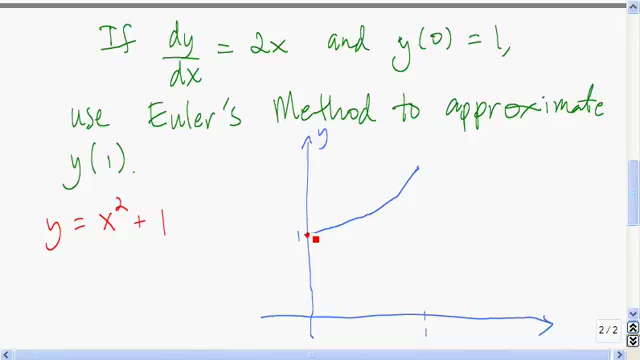 If dy/dx = 2x and y(0) = 1,
use Euler's Method to approximate
y(1).
y
y = x² + 1
1
1
2/2